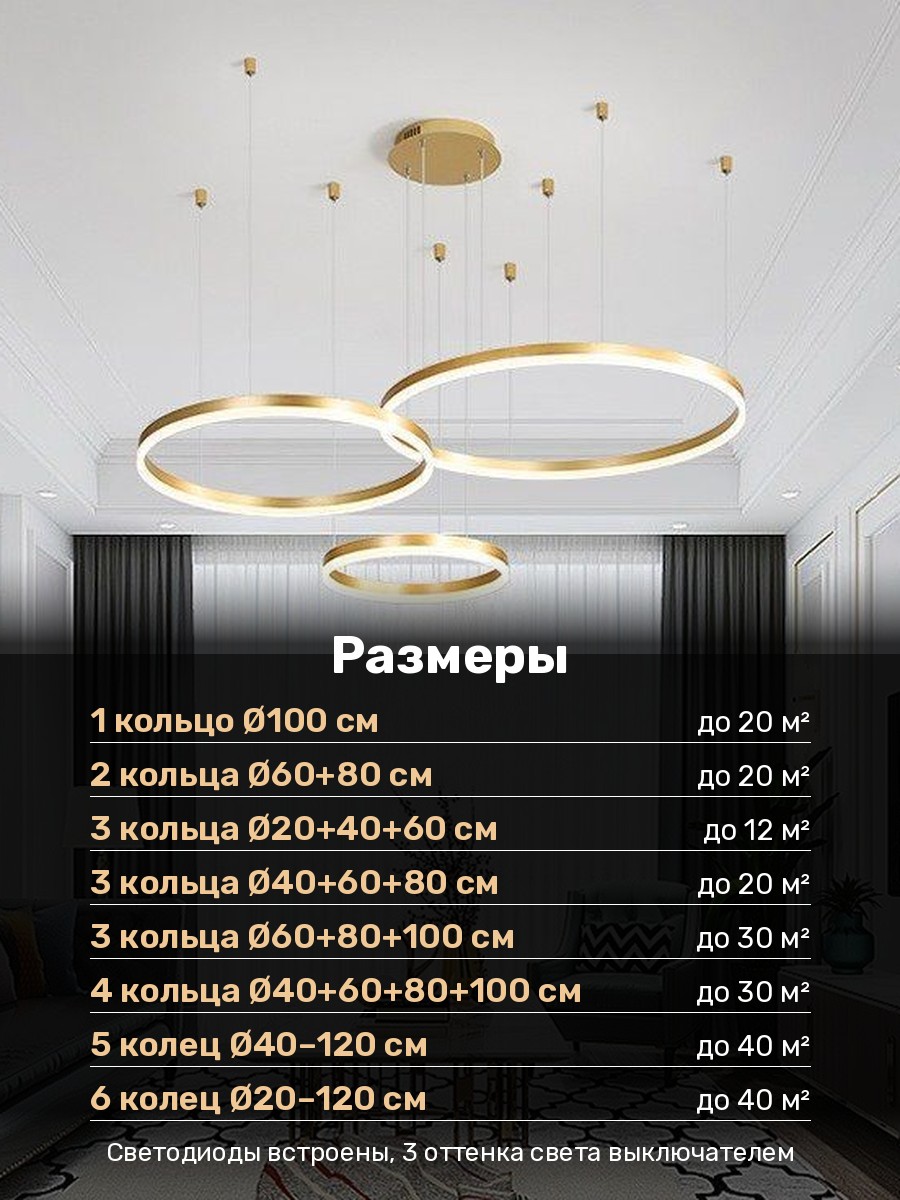 Размеры
1 кольцо Ø100 см до 20 м²
2 кольца Ø60+80 см до 20 м²
3 кольца Ø20+40+60 см до 12 м²
3 кольца Ø40+60+80 см до 20 м²
3 кольца Ø60+80+100 см до 30 м²
4 кольца Ø40+60+80+100 см до 30 м²
5 колец Ø40–120 см до 40 м²
6 колец Ø20–120 см до 40 м²
Светодиоды встроены, 3 оттенка света выключателем